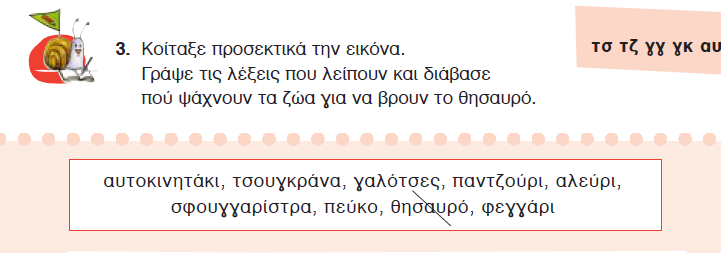 3. Κοίταξε προσεκτικά την εικόνα.
Γράψε τις λέξεις που λείπουν και διάβασε
πού ψάχνουν τα ζώα για να βρουν το θησαυρό.
τσ τζ γγ γκ αυ
αυτοκινητάκι, τσουγκράνα, γαλότσες, παντζούρι, αλεύρι,
σφουγγαρίστρα, πεύκο, θησαυρό, φεγγάρι